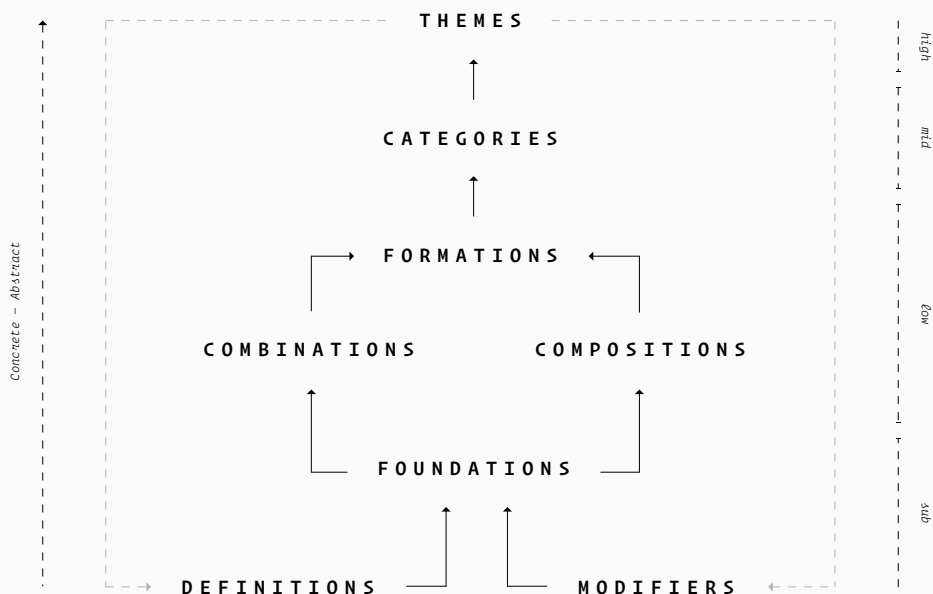 THEMES
high
CATEGORIES
mid
FORMATIONS
Concrete – Abstract
low
COMBINATIONS
COMPOSITIONS
FOUNDATIONS
sub
DEFINITIONS
MODIFIERS